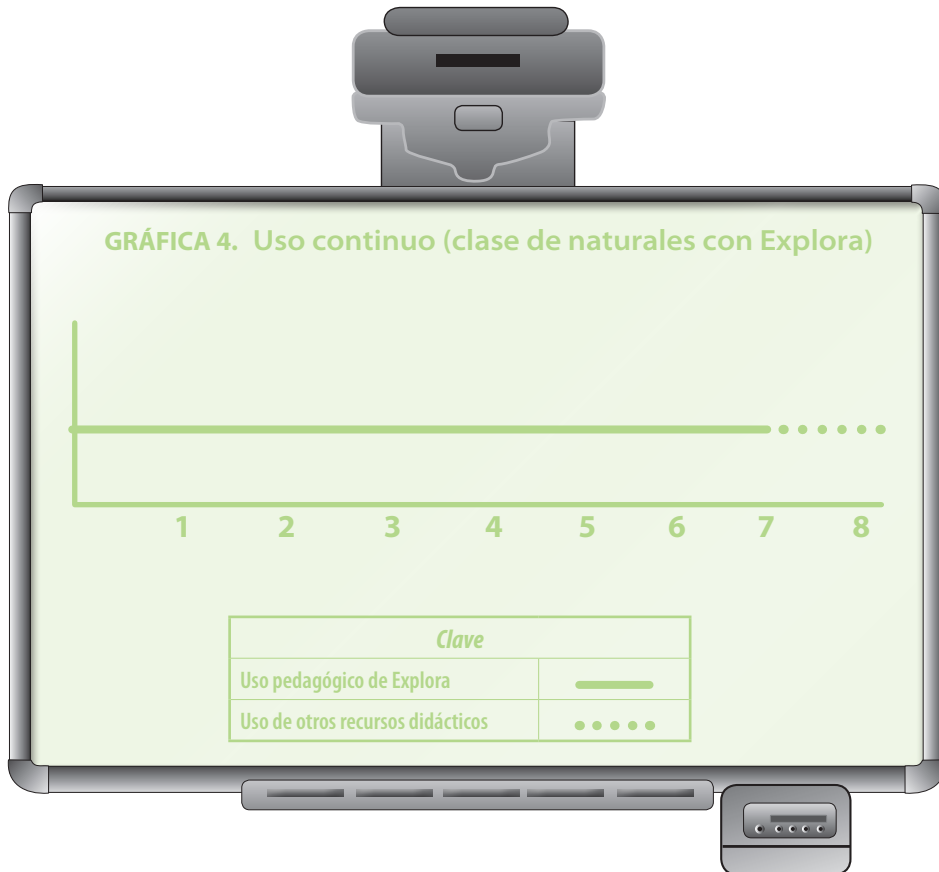 GRÁFICA 4. Uso continuo (clase de naturales con Explora)
1 2 3 4 5 6 7 8
Clave
Uso pedagógico de Explora
Uso de otros recursos didácticos